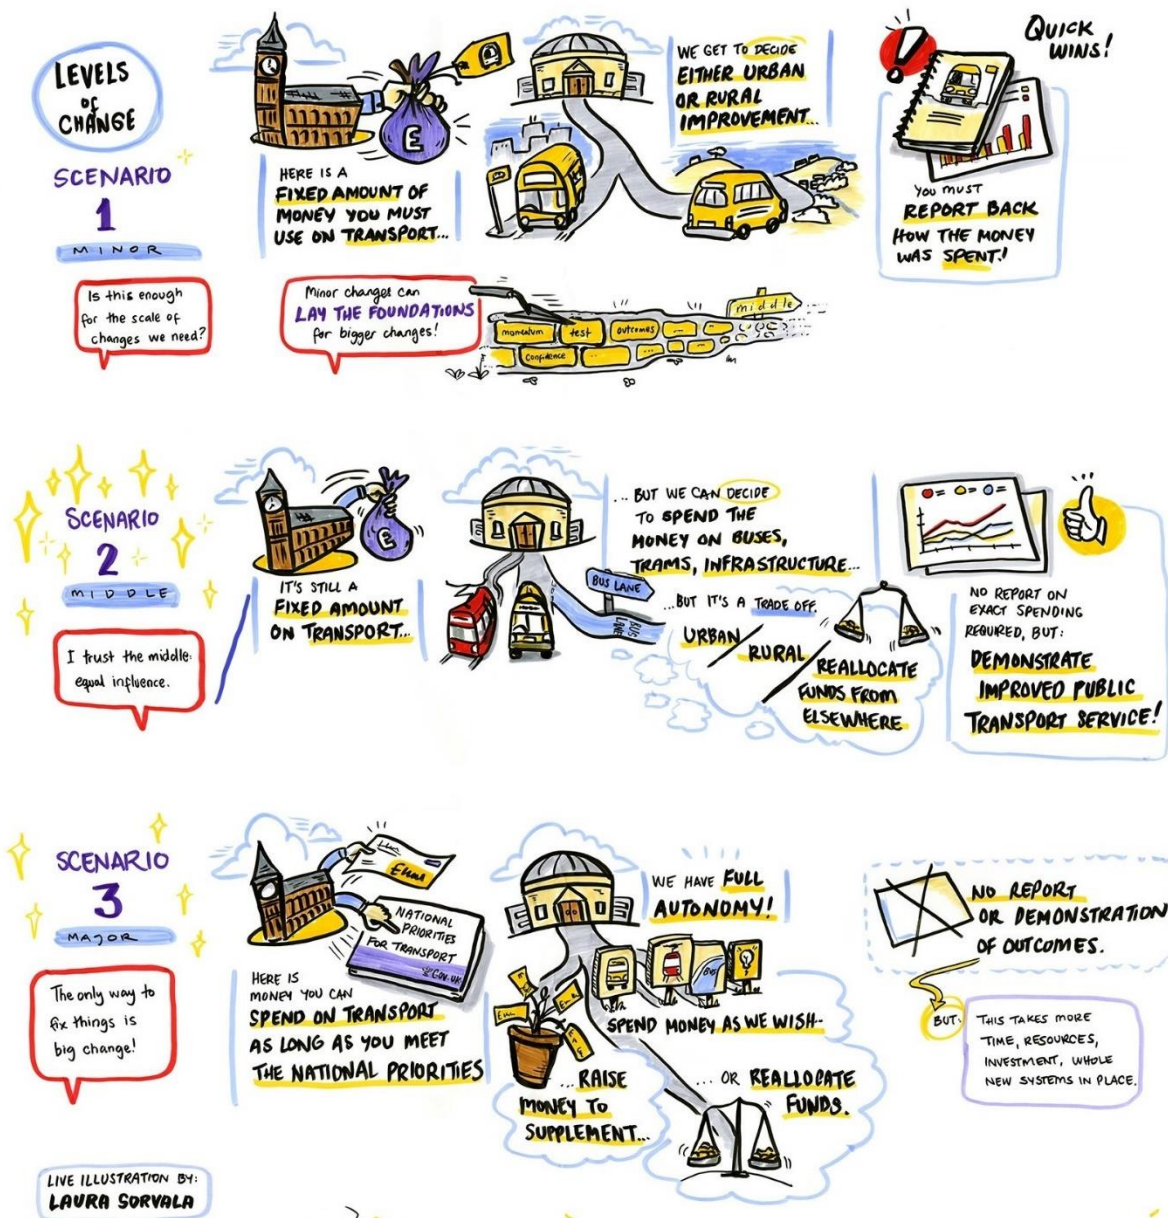 LEVELS
OF
CHANGE
SCENARIO
1
MINOR
Is this enough
for the scale of
changes we need?
£
HERE IS A
FIXED AMOUNT OF
MONEY YOU MUST
USE ON TRANSPORT...
WE GET TO DECIDE
EITHER URBAN
OR RURAL
IMPROVEMENT...
QUICK
WINS!
YOU MUST
REPORT BACK
HOW THE MONEY
WAS SPENT!
Minor changes can
LAY THE FOUNDATIONS
for bigger changes!
momentum
test
outcomes
Confidence
middle
SCENARIO
2
MIDDLE
I trust the middle:
equal influence.
£
IT'S STILL A
FIXED AMOUNT
ON TRANSPORT...
... BUT WE CAN DECIDE
TO SPEND THE
MONEY ON BUSES,
TRAMS, INFRASTRUCTURE...
BUS LANE
BUS
LANE
...BUT IT'S A TRADE OFF.
URBAN/
RURAL/
REALLOCATE
FUNDS FROM
ELSEWHERE
NO REPORT ON
EXACT SPENDING
REQUIRED, BUT:
DEMONSTRATE
IMPROVED PUBLIC
TRANSPORT SERVICE!
SCENARIO
3
MAJOR
The only way to
fix things is
big change!
NATIONAL
PRIORITIES
FOR TRANSPORT
GOV.UK
HERE IS
MONEY YOU CAN
SPEND ON TRANSPORT
AS LONG AS YOU MEET
THE NATIONAL PRIORITIES
WE HAVE FULL
AUTONOMY!
BUS
SPEND MONEY AS WE WISH...
... RAISE
MONEY TO
SUPPLEMENT...
... OR REALLOCATE
FUNDS.
NO REPORT
OR DEMONSTRATION
OF OUTCOMES.
BUT:
THIS TAKES MORE
TIME, RESOURCES,
INVESTMENT, WHOLE
NEW SYSTEMS IN PLACE.
LIVE ILLUSTRATION BY:
LAURA SORVALA